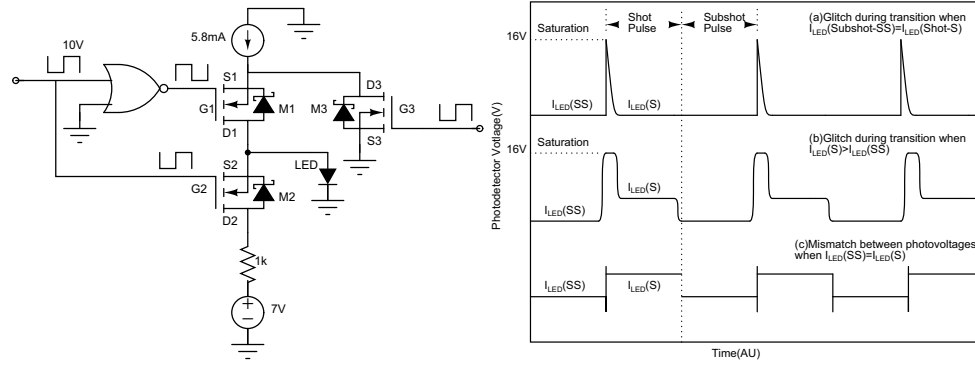 10V
5.8mA
S1
G1
D1
M1
D3
M3
G3
S3
S2
G2
D2
M2
LED
1k
7V
Photodetector Votlage(V)
16V
Saturation
Shot
Pulse
Subshot
Pulse
(a)Glitch during transition when
ILED(Subshot-SS)=ILED(Shot-S)
ILED(SS)
ILED(S)
16V
Saturation
(b)Glitch during transition when
ILED(S)>ILED(SS)
ILED(SS)
ILED(S)
(c)Mismatch between photovoltages
when ILED(SS)=ILED(S)
ILED(SS)
ILED(S)
Time(AU)